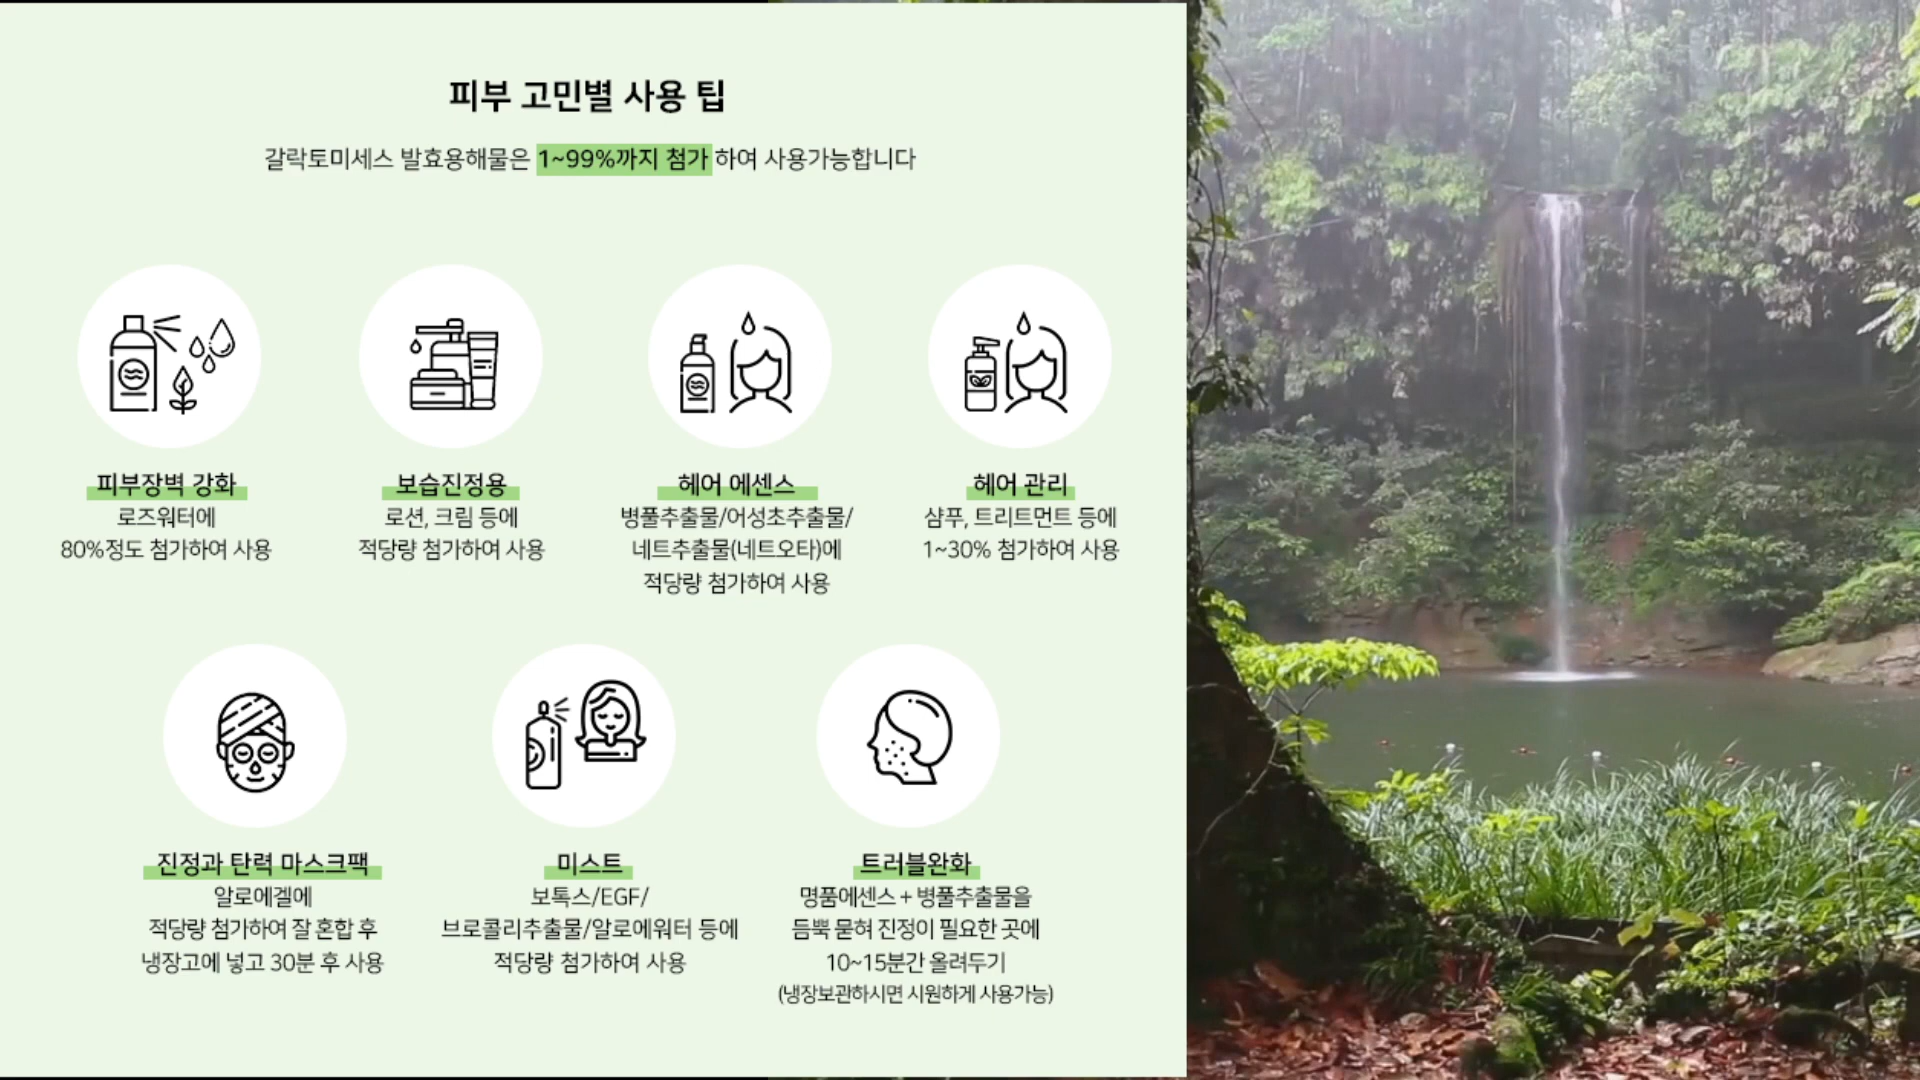 피부 고민별 사용 팁
갈락토미세스 발효용해물은 1~99%까지 첨가 하여 사용가능합니다
피부장벽 강화
로즈워터에
80%정도 첨가하여 사용
보습진정용
로션, 크림 등에
적당량 첨가하여 사용
헤어 에센스
병풀추출물/어성초추출물/
네트추출물(네트오타)에
적당량 첨가하여 사용
헤어 관리
샴푸, 트리트먼트 등에
1~30% 첨가하여 사용
진정과 탄력 마스크팩
알로에겔에
적당량 첨가하여 잘 혼합 후
냉장고에 넣고 30분 후 사용
미스트
보톡스/EGF/
브로콜리추출물/알로에워터 등에
적당량 첨가하여 사용
트러블완화
명품에센스 + 병풀추출물을
듬뿍 묻혀 진정이 필요한 곳에
10~15분간 올려두기
(냉장보관하시면 시원하게 사용가능)